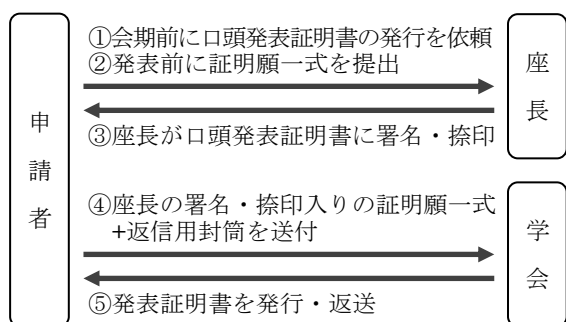 ①会期前に口頭発表証明書の発行を依頼
②発表前に証明願一式を提出
座長
③座長が口頭発表証明書に署名・捺印
申請者
④座長の署名・捺印入りの証明願一式
+返信用封筒を送付
学会
⑤発表証明書を発行・返送